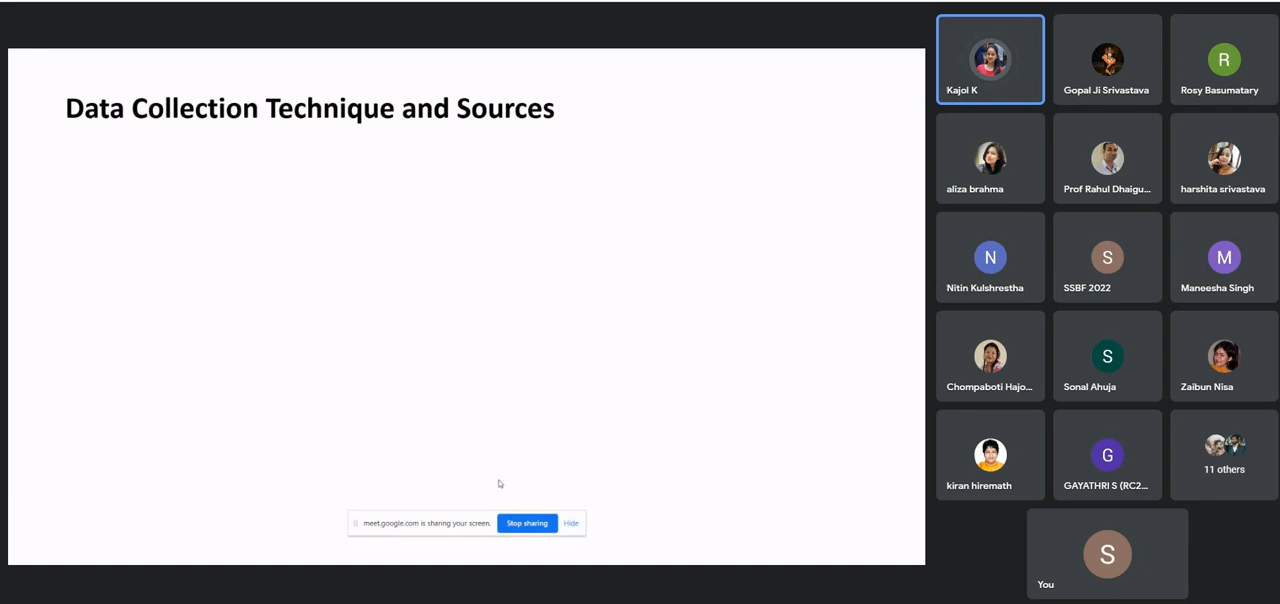 Data Collection Technique and Sources
meet.google.com is sharing your screen. Stop sharing Hide
Kajol K
Gopal Ji Srivastava
R
Rosy Basumatary
aliza brahma
Prof Rahul Dhaigu...
harshita srivastava
N
Nitin Kulshrestha
S
SSBF 2022
M
Maneesha Singh
Chompaboti Hajo...
S
Sonal Ahuja
Zaibun Nisa
kiran hiremath
G
GAYATHRI S (RC2...
11 others
S
You